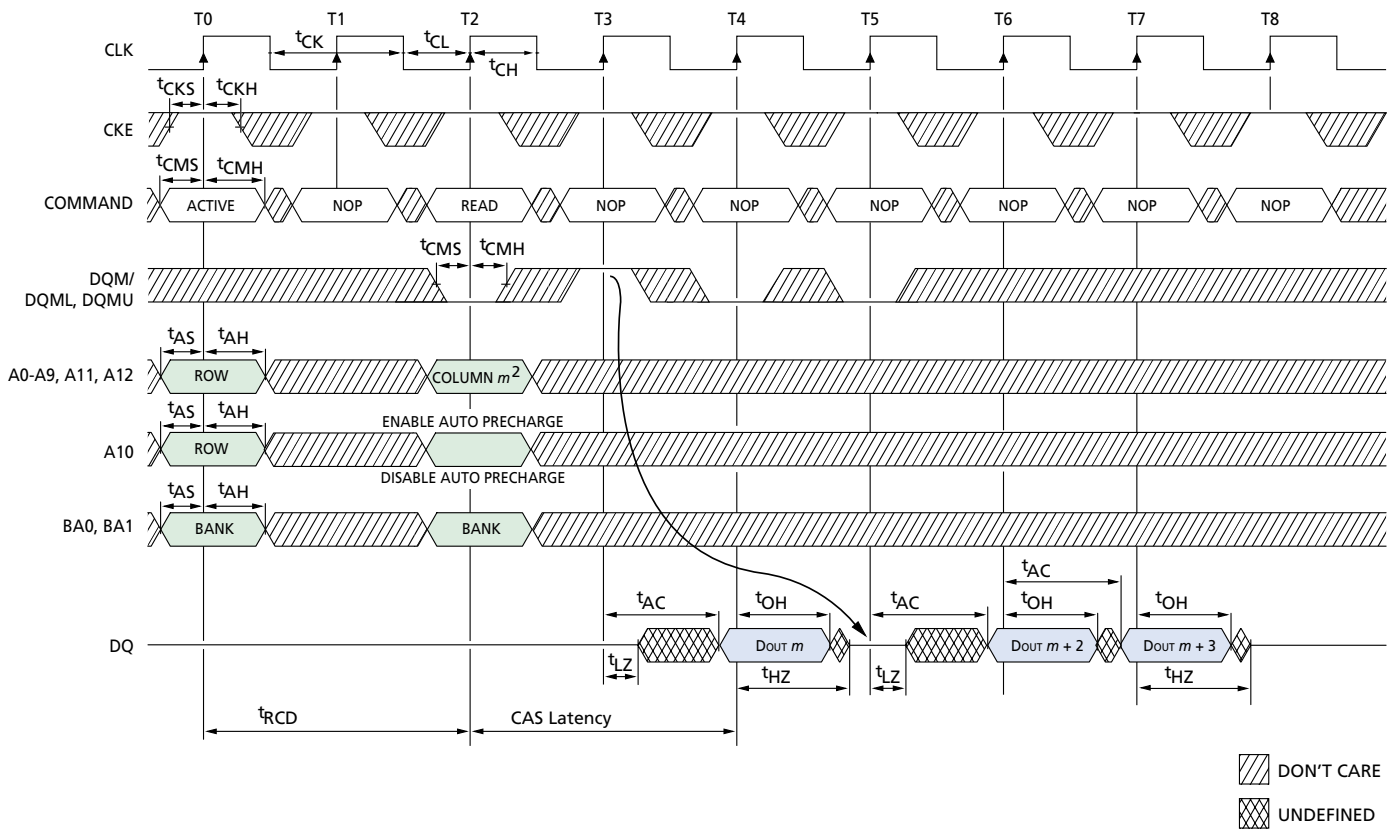 T0 T1 T2 T3 T4 T5 T6 T7 T8
CLK
tCK tCL
tCH
tCKS tCKH
CKE
tCMS tCMH
COMMAND ACTIVE NOP READ NOP NOP NOP NOP NOP NOP
tCMS tCMH
DQM/
DQML, DQMU
tAS tAH
A0-A9, A11, A12 ROW COLUMN m2
tAS tAH ENABLE AUTO PRECHARGE
A10 ROW
DISABLE AUTO PRECHARGE
tAS tAH
BA0, BA1 BANK BANK
tAC
tAC tOH tAC tOH tOH
DQ DOUT m DOUT m + 2 DOUT m + 3
tLZ tHZ tLZ tHZ
tRCD CAS Latency
DON'T CARE
UNDEFINED